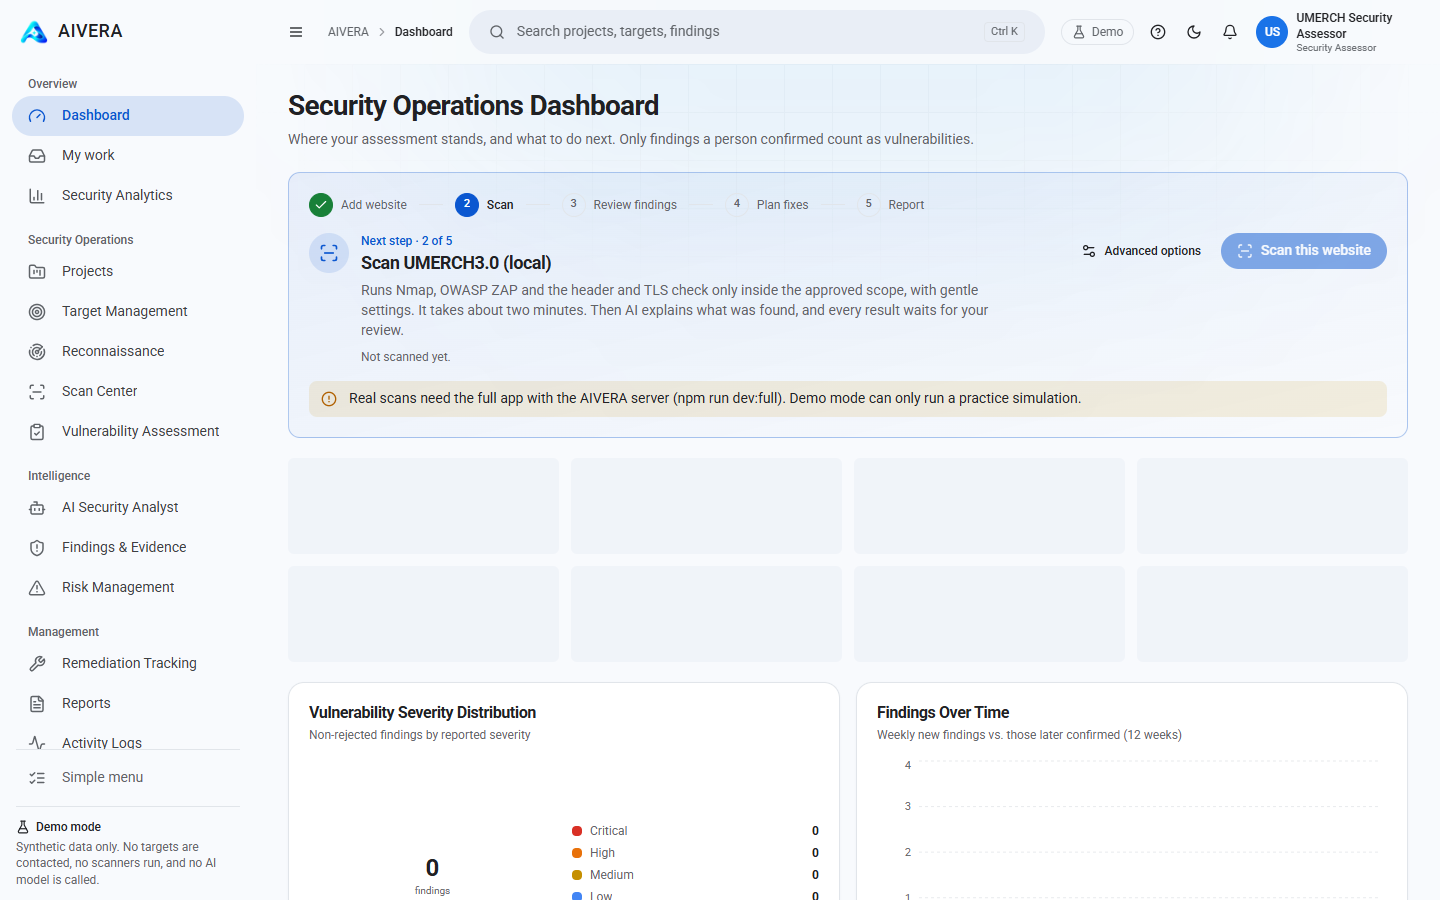 AIVERA
AIVERA
Dashboard
Search projects, targets, findings
Ctrl K
Demo
US
UMERCH Security
Assessor
Security Assessor
Overview
Dashboard
My work
Security Analytics
Security Operations
Projects
Target Management
Reconnaissance
Scan Center
Vulnerability Assessment
Intelligence
AI Security Analyst
Findings & Evidence
Risk Management
Management
Remediation Tracking
Reports
Activity Logs
Simple menu
Demo mode
Synthetic data only. No targets are
contacted, no scanners run, and no AI
model is called.
Security Operations Dashboard
Where your assessment stands, and what to do next. Only findings a person confirmed count as vulnerabilities.
Add website
2 Scan
3 Review findings
4 Plan fixes
5 Report
Next step · 2 of 5
Scan UMERCH3.0 (local)
Advanced options
Scan this website
Runs Nmap, OWASP ZAP and the header and TLS check only inside the approved scope, with gentle
settings. It takes about two minutes. Then AI explains what was found, and every result waits for your
review.
Not scanned yet.
Real scans need the full app with the AIVERA server (npm run dev:full). Demo mode can only run a practice simulation.
Vulnerability Severity Distribution
Non-rejected findings by reported severity
0
findings
Critical 0
High 0
Medium 0
Low 0
Findings Over Time
Weekly new findings vs. those later confirmed (12 weeks)
4
3
2
1